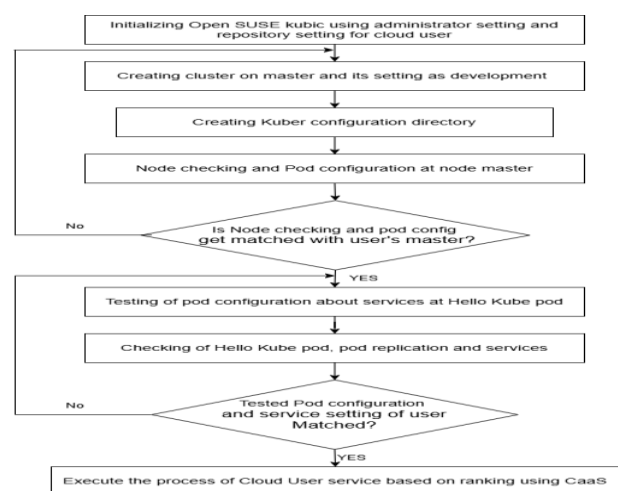 Initializing Open SUSE kubic using administrator setting and
repository setting for cloud user
Creating cluster on master and its setting as development
Creating Kuber configuration directory
Node checking and Pod configuration at node master
No
Is Node checking and pod config
get matched with user's master?
YES
Testing of pod configuration about services at Hello Kube pod
Checking of Hello Kube pod, pod replication and services
No
Tested Pod configuration
and service setting of user
Matched?
YES
Execute the process of Cloud User service based on ranking using CaaS